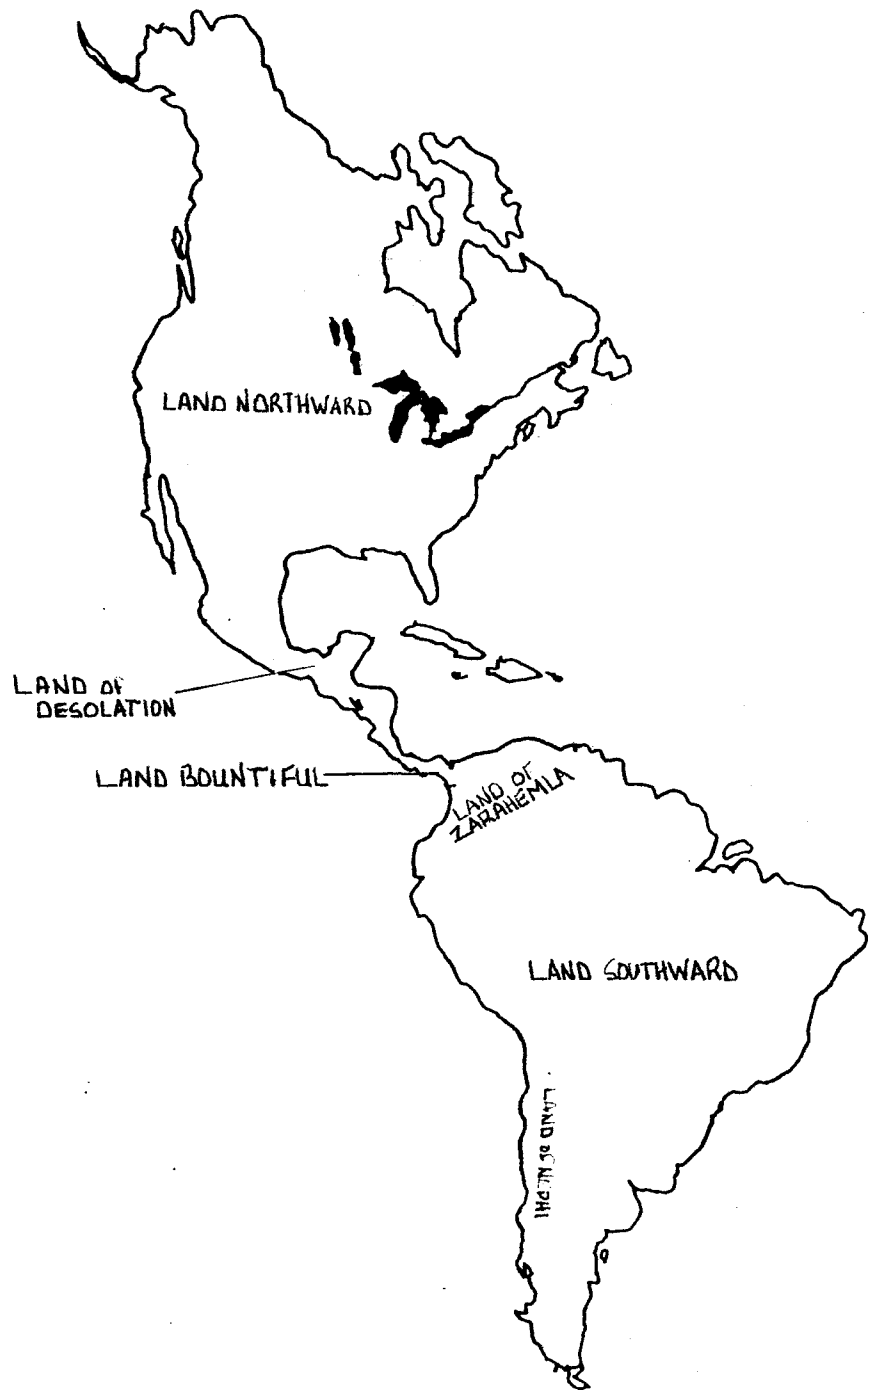 LAND NORTHWARD
LAND OF
DESOLATION
LAND BOUNTIFUL
LAND OF
ZARAHEMLA
LAND SOUTHWARD
LAND OF NEPHI